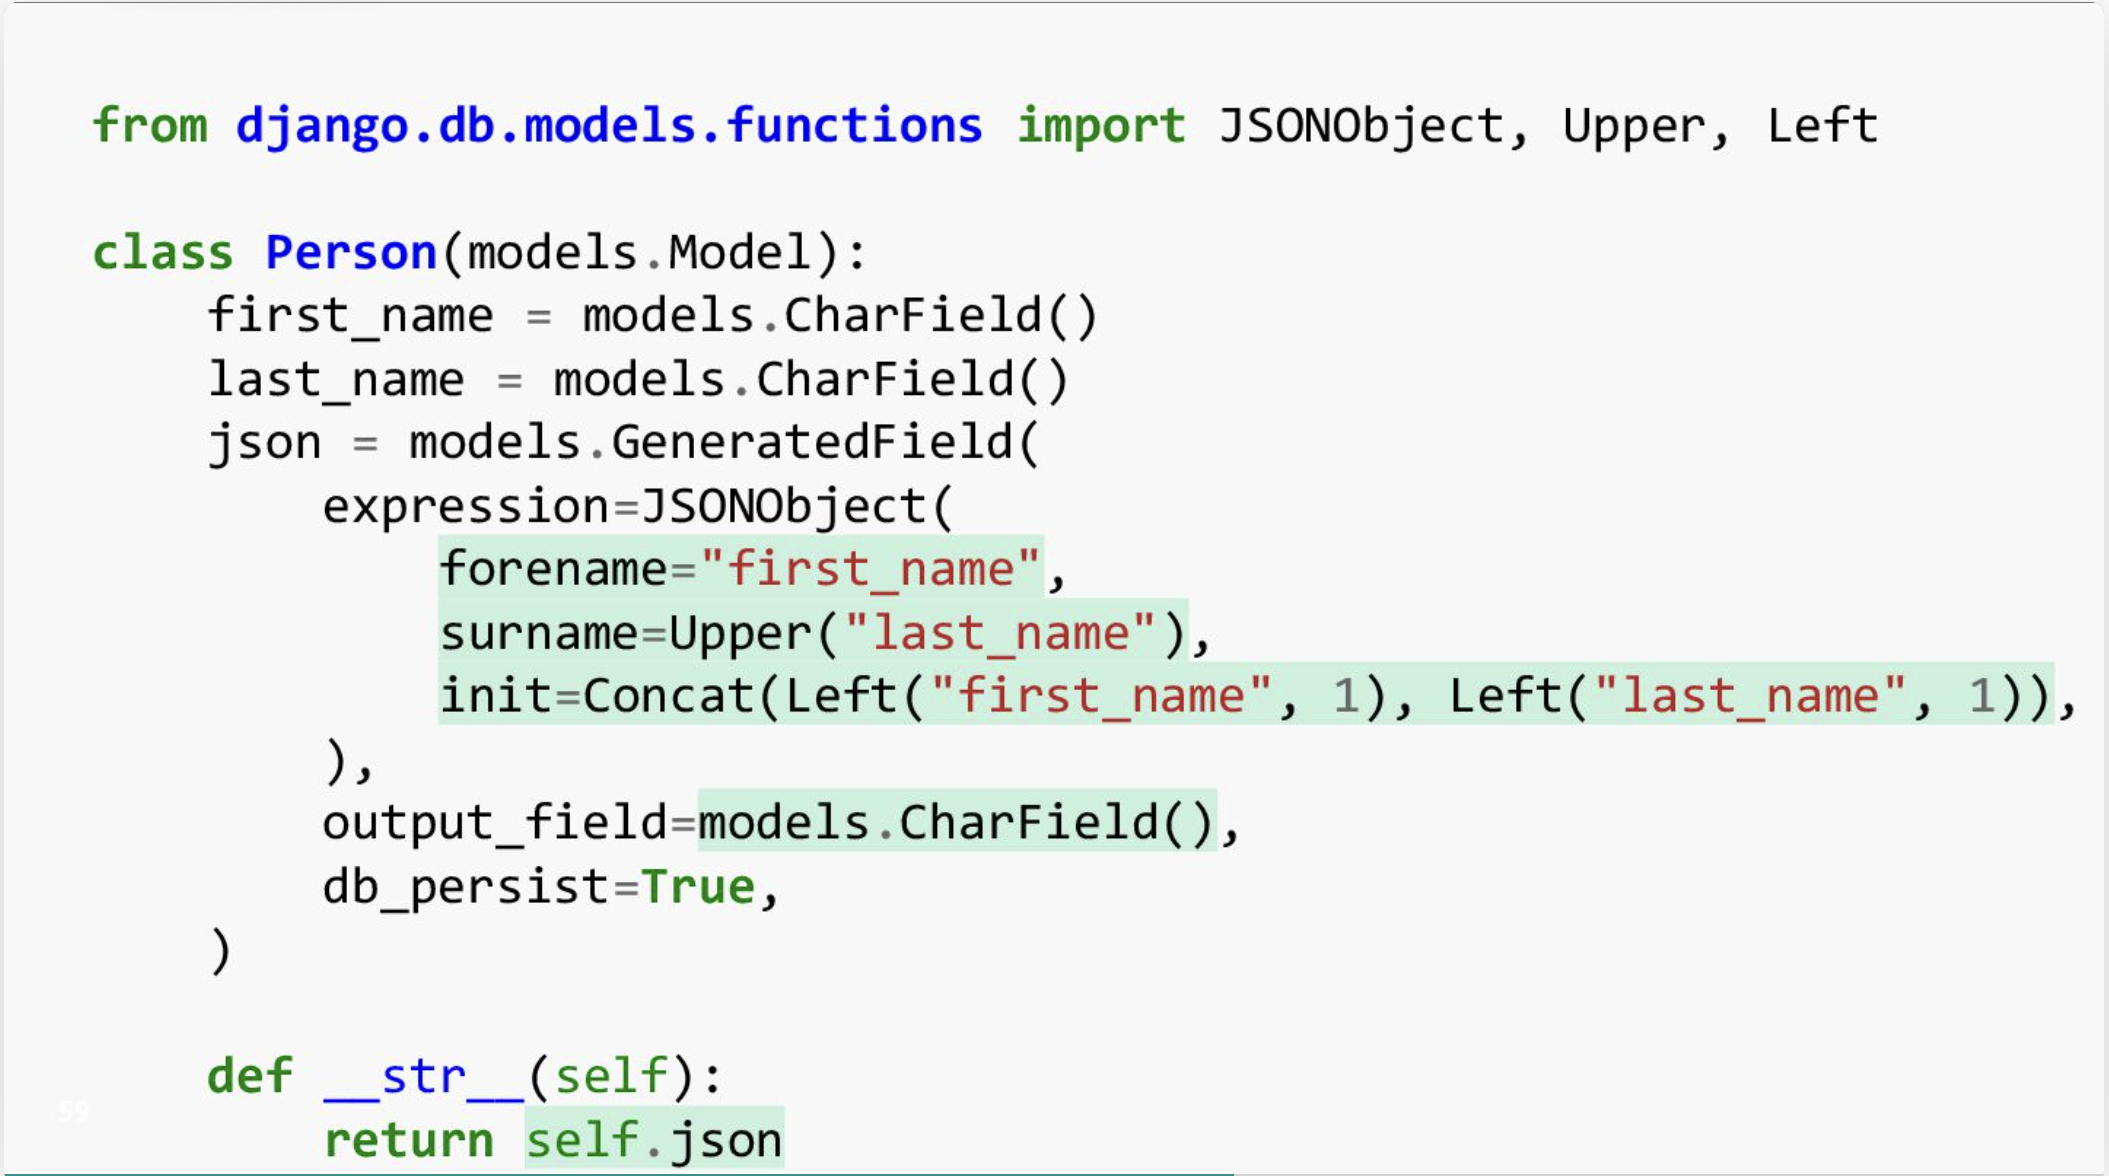 from django.db.models.functions import JSONObject, Upper, Left
class Person(models.Model):
    first_name = models.CharField()
    last_name = models.CharField()
    json = models.GeneratedField(
        expression=JSONObject(
            forename="first_name",
            surname=Upper("last_name"),
            init=Concat(Left("first_name", 1), Left("last_name", 1)),
        ),
        output_field=models.CharField(),
        db_persist=True,
    )
    def __str__(self):
59
        return self.json